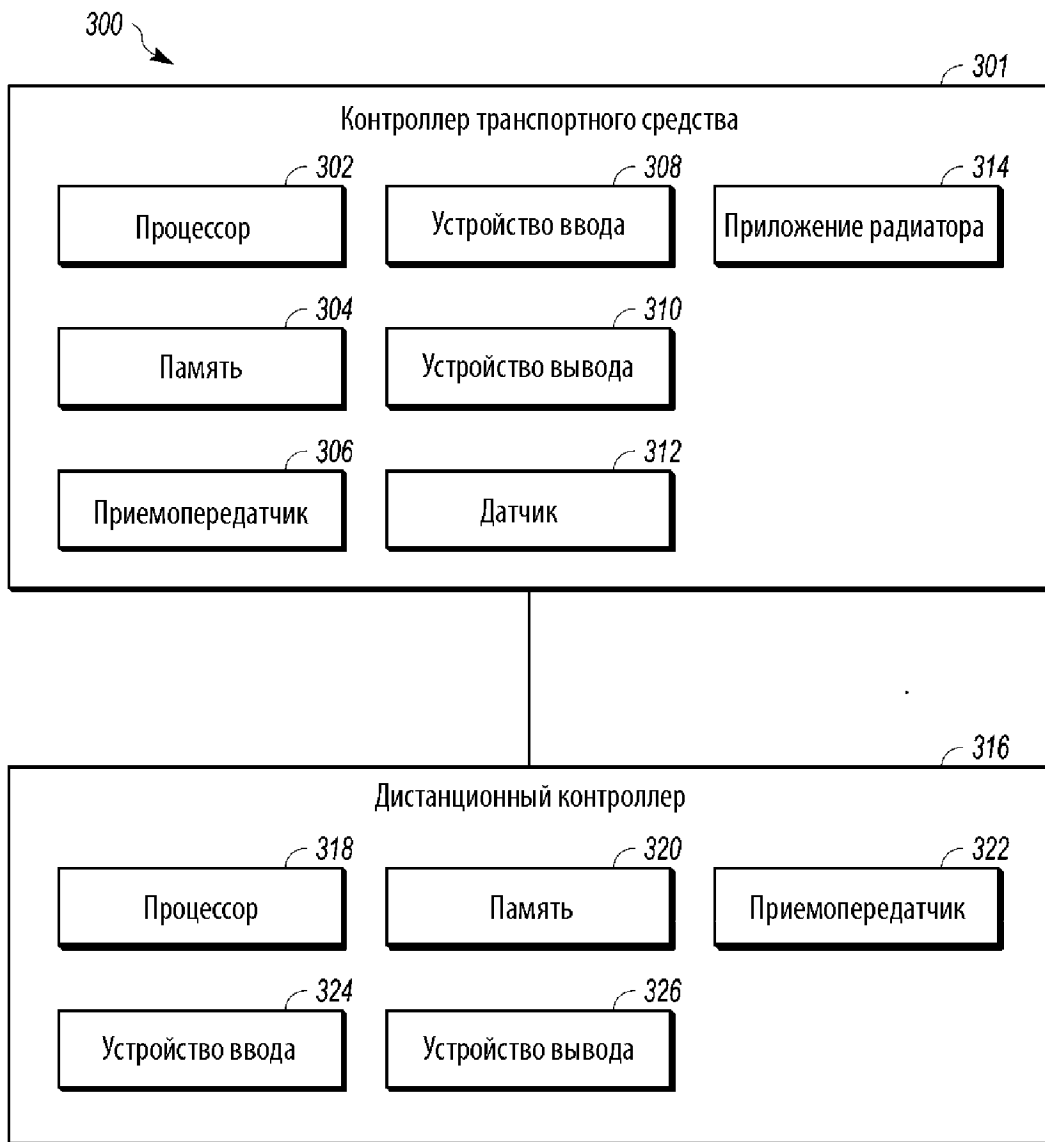 300
301
Контроллер транспортного средства
302
308
314
Процессор
Устройство ввода
Приложение радиатора
304
310
Память
Устройство вывода
306
312
Приемопередатчик
Датчик
316
Дистанционный контроллер
318
320
322
Процессор
Память
Приемопередатчик
324
326
Устройство ввода
Устройство вывода